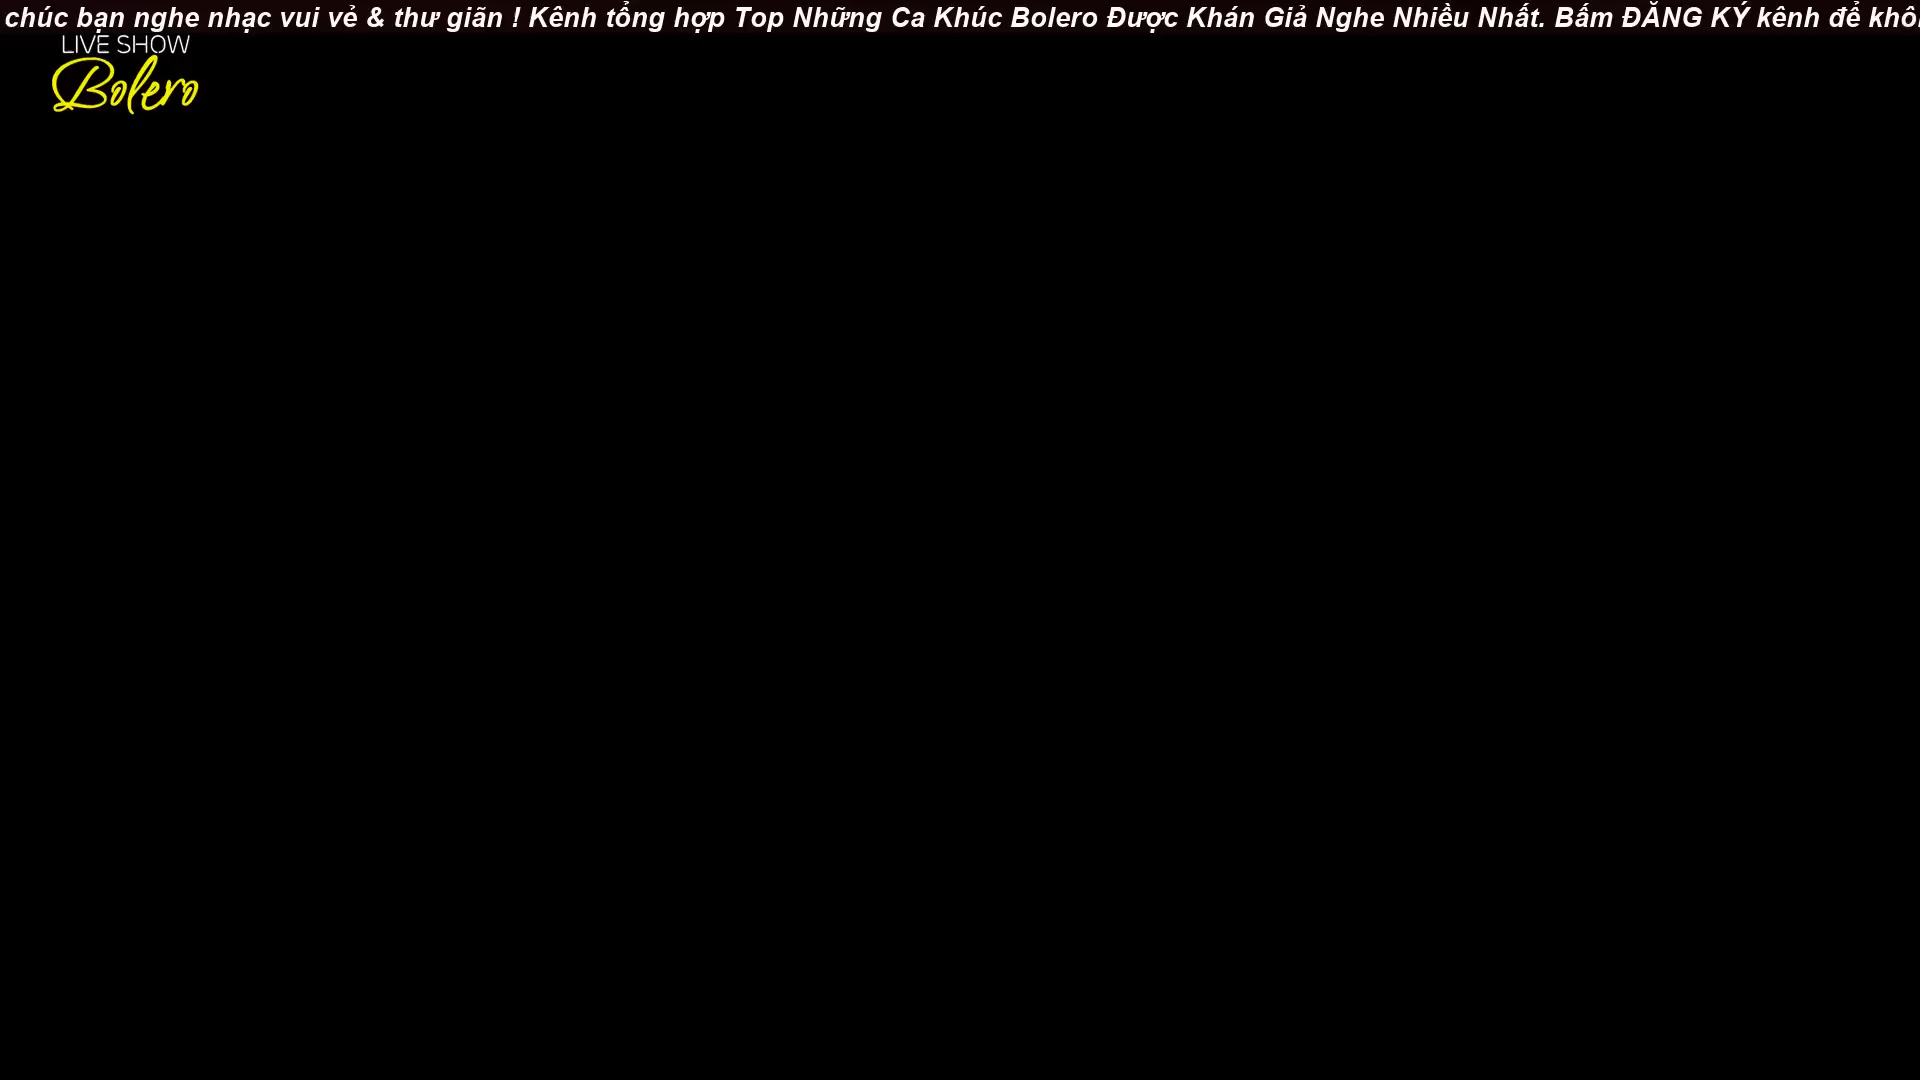 chúc bạn nghe nhạc vui vẻ & thư giãn ! Kênh tổng hợp Top Những Ca Khúc Bolero Được Khán Giả Nghe Nhiều Nhất. Bấm ĐĂNG KÝ kênh để
LIVE SHOW
Bolero